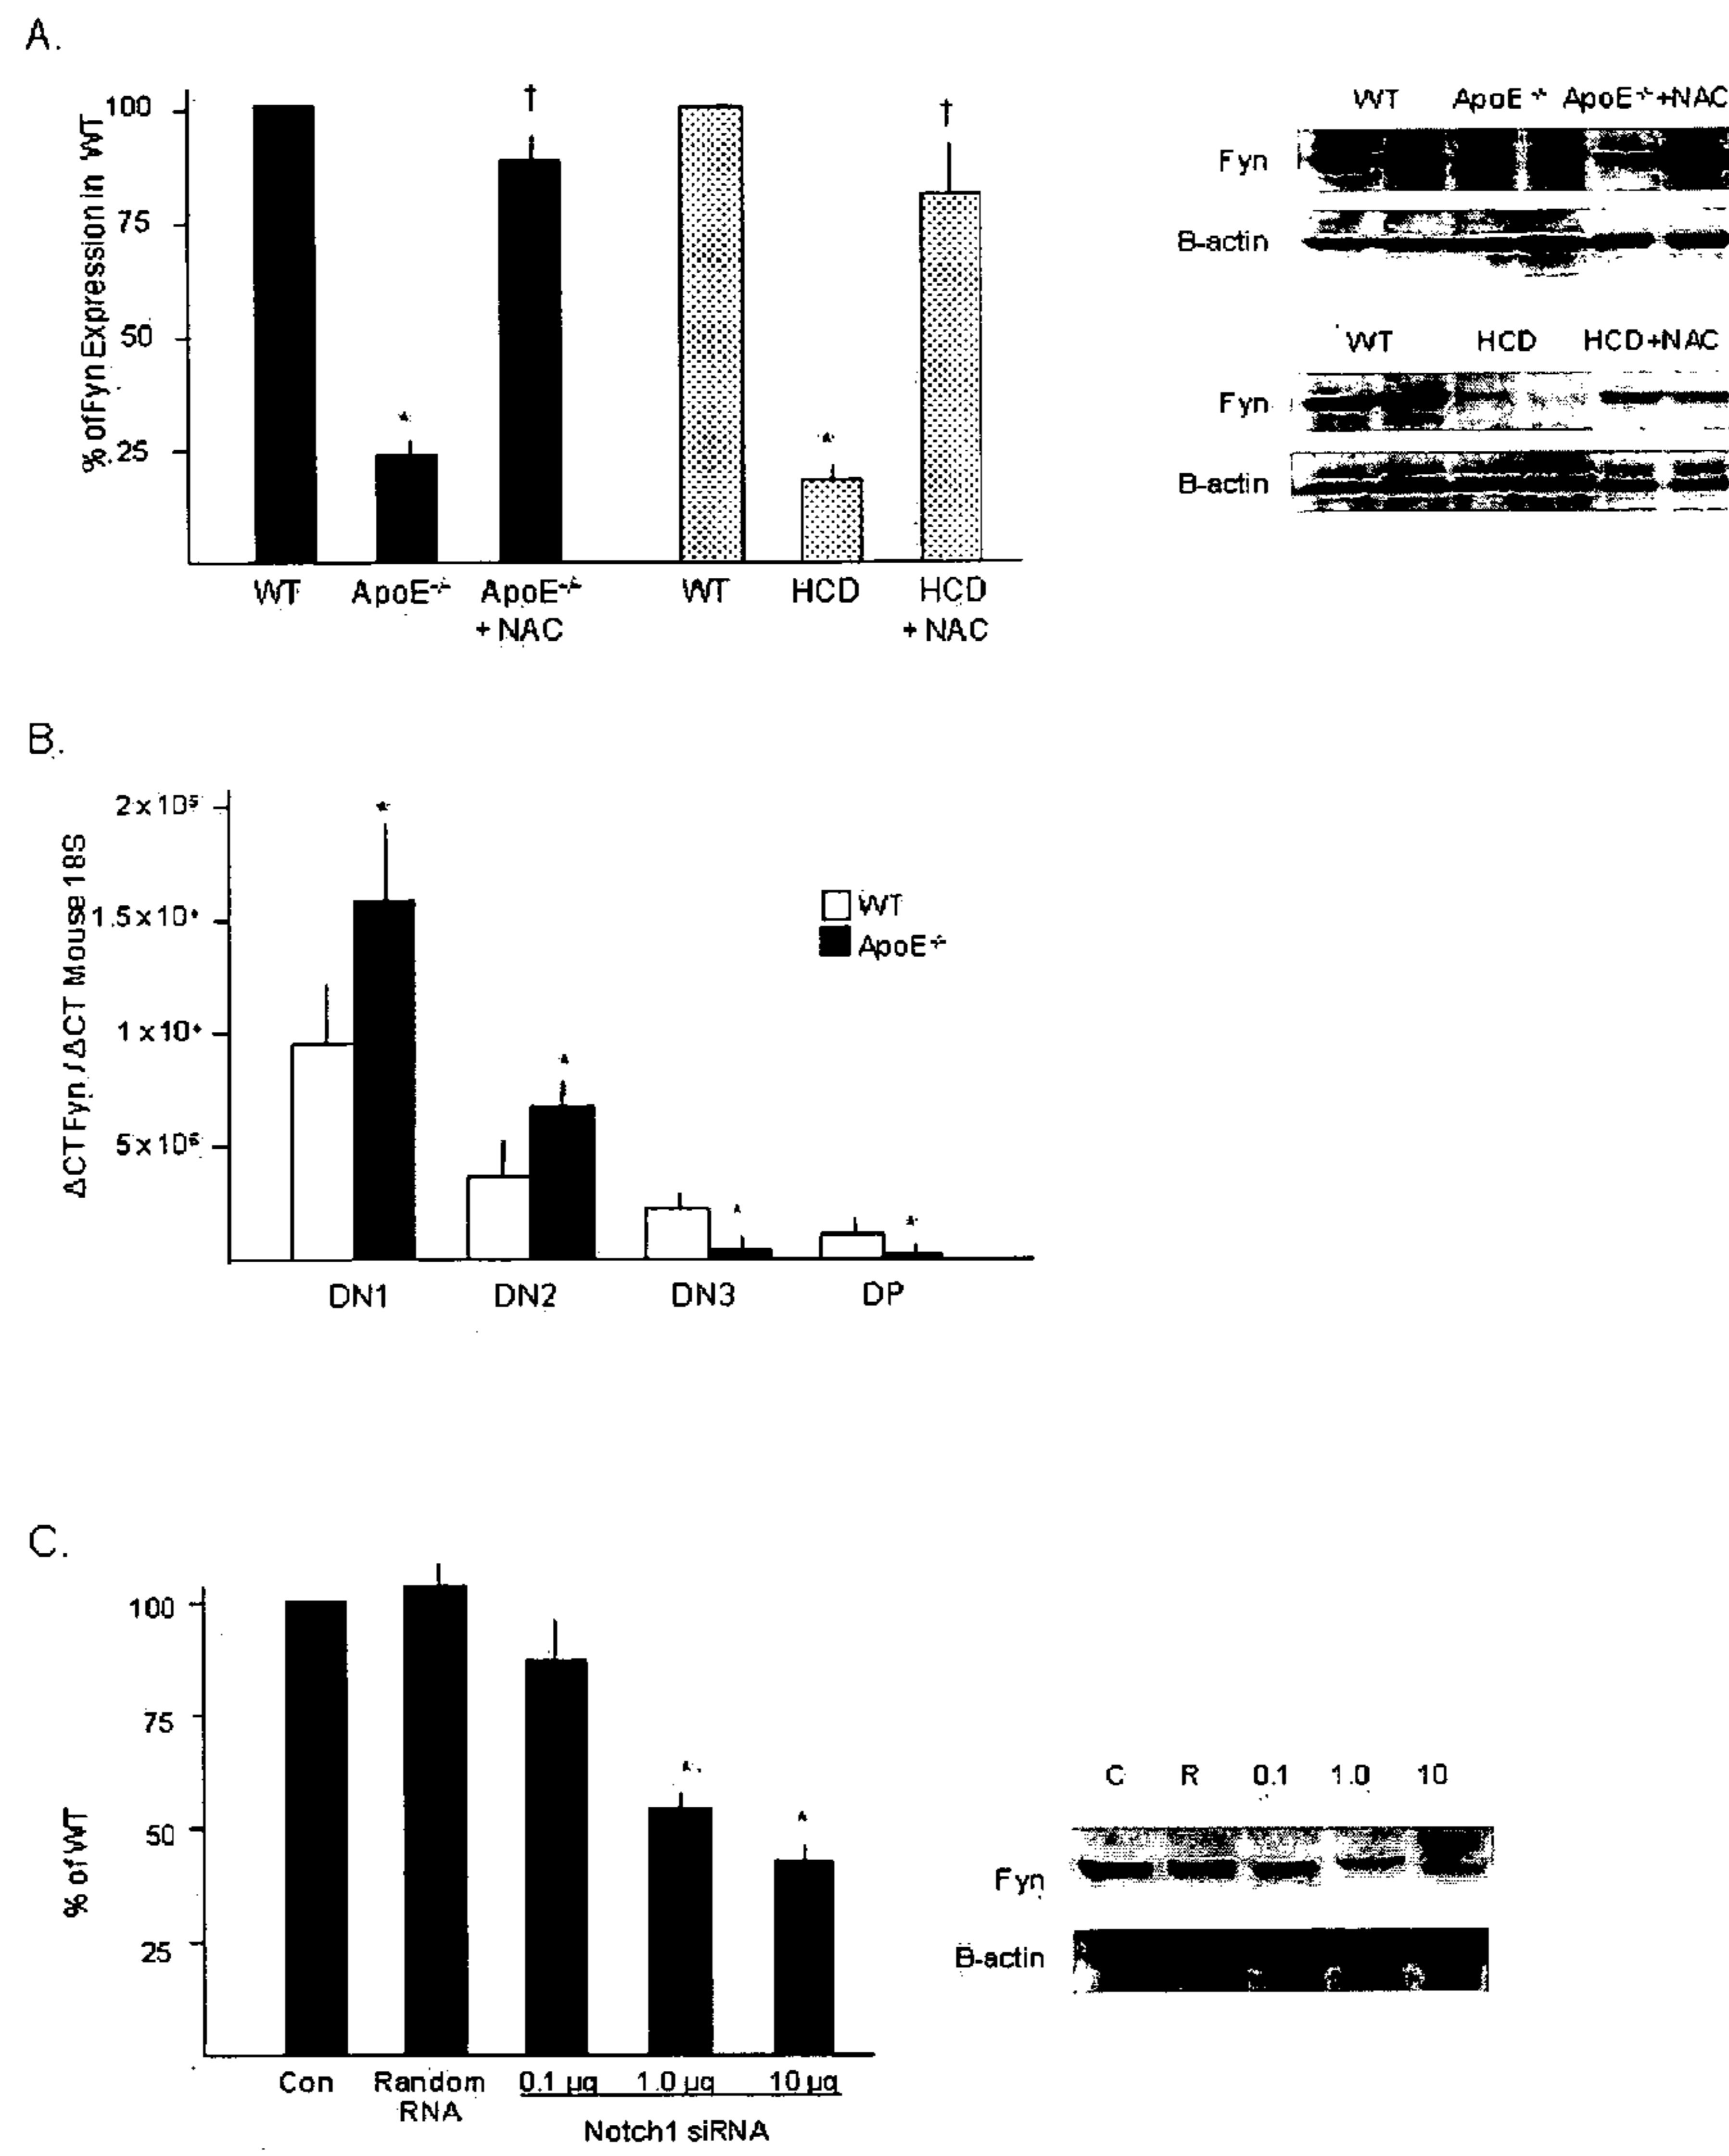 A.
% of Fyn Expression in WT
100
75
50
25
*
†
*
†
WT
ApoE-/-
ApoE-/-
+ NAC
WT
HCD
HCD
+ NAC
WT ApoE-/- ApoE-/-+NAC
Fyn
B-actin
WT HCD HCD+NAC
Fyn
B-actin
B.
ΔCT Fyn / ΔCT Mouse 18S
*
*
*
*
WT
ApoE-/-
DN1 DN2 DN3 DP
C.
% of WT
100
75
50
25
*
*
Con
Random
RNA
0.1 µg 1.0 µg 10 µg
Notch1 siRNA
C R 0.1 1.0 10
Fyn
B-actin